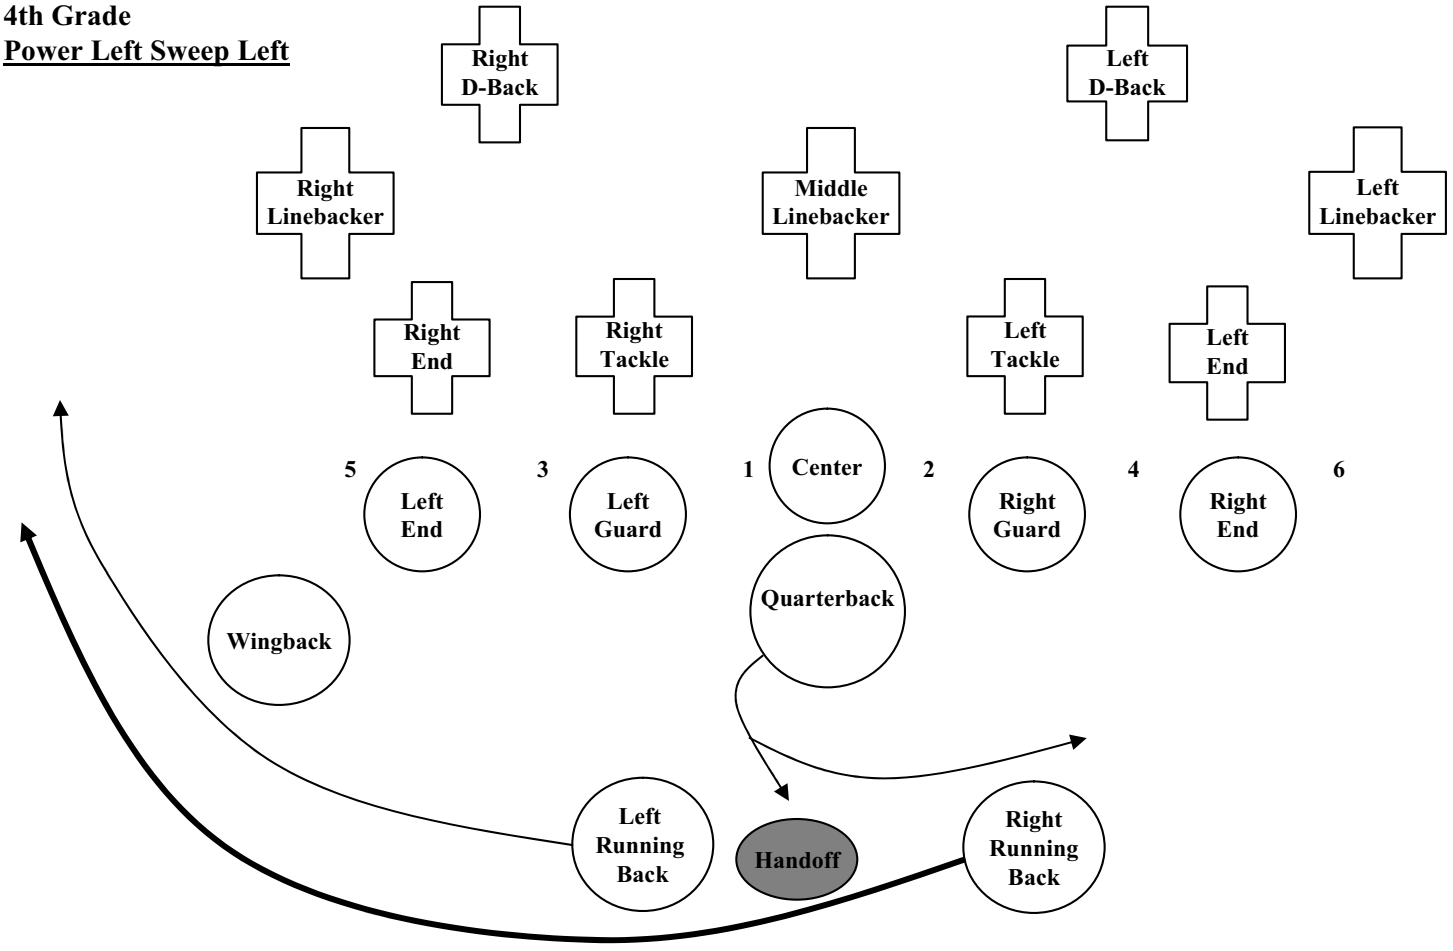 4th Grade
Power Left Sweep Left
Right
D-Back
Left
D-Back
Right
Linebacker
Middle
Linebacker
Left
Linebacker
Right
End
Right
Tackle
Left
Tackle
Left
End
5
Left
End
3
Left
Guard
1
Center
2
Right
Guard
4
Right
End
6
Wingback
Quarterback
Left
Running
Back
Handoff
Right
Running
Back